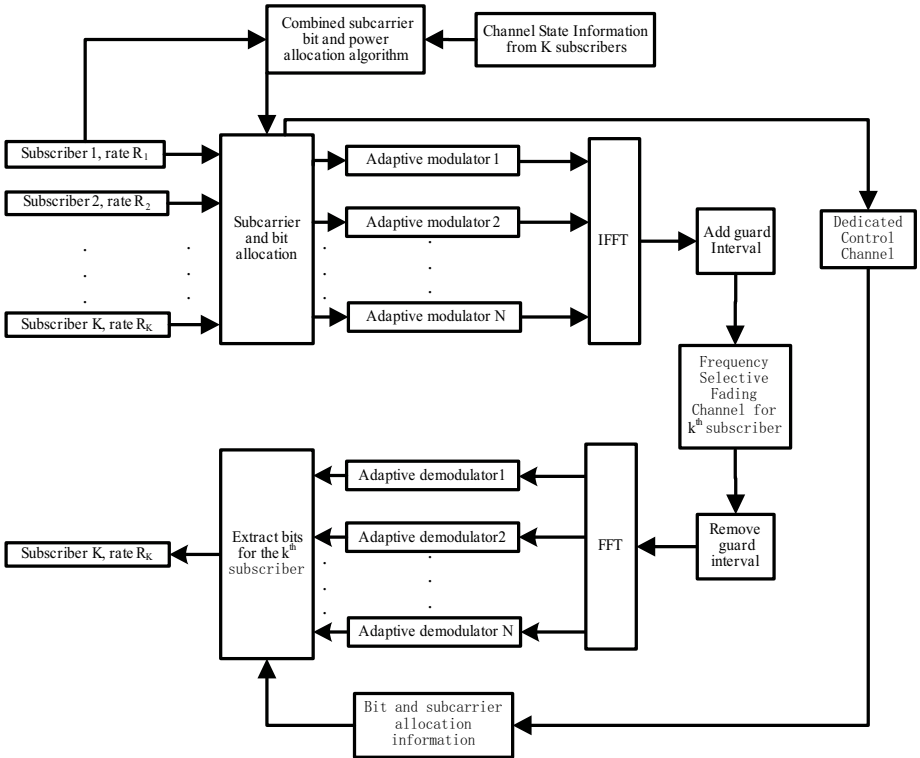 Combined subcarrier
bit and power
allocation algorithm
Channel State Information
from K subscribers
Subscriber 1, rate R1
Subscriber 2, rate R2
Subscriber K, rate RK
Subcarrier
and bit
allocation
Adaptive modulator 1
Adaptive modulator 2
Adaptive modulator N
IFFT
Add guard
Interval
Dedicated
Control
Channel
Frequency
Selective
Fading
Channel for
kth subscriber
Remove
guard
interval
FFT
Adaptive demodulator1
Adaptive demodulator2
Adaptive demodulator N
Extract bits
for the kth
subscriber
Subscriber K, rate RK
Bit and subcarrier
allocation
information